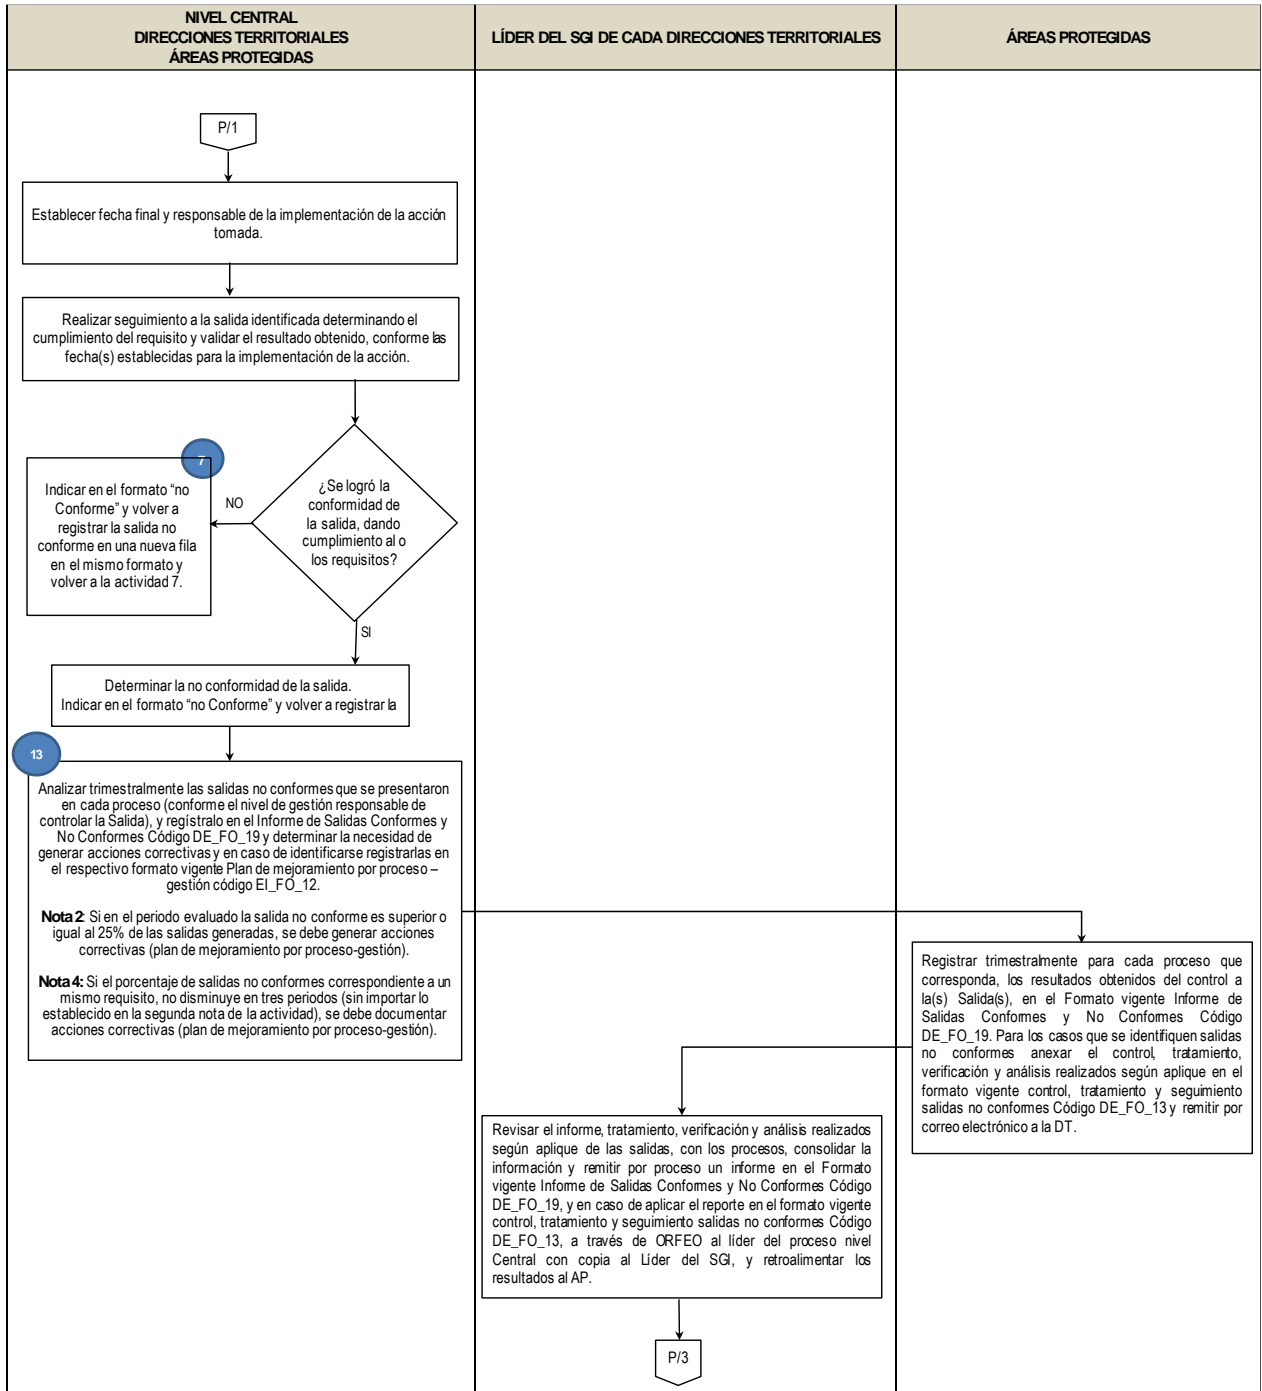 NIVEL CENTRAL
DIRECCIONES TERRITORIALES
ÁREAS PROTEGIDAS
LÍDER DEL SGI DE CADA DIRECCIONES TERRITORIALES
ÁREAS PROTEGIDAS
P/1
Establecer fecha final y responsable de la implementación de la acción
tomada.
Realizar seguimiento a la salida identificada determinando el
cumplimiento del requisito y validar el resultado obtenido, conforme las
fecha(s) establecidas para la implementación de la acción.
7
Indicar en el formato “no
Conforme” y volver a
registrar la salida no
conforme en una nueva fila
en el mismo formato y
volver a la actividad 7.
NO
¿Se logró la
conformidad de
la salida, dando
cumplimiento al o
los requisitos?
SI
Determinar la no conformidad de la salida.
Indicar en el formato “no Conforme” y volver a registrar la
13
Analizar trimestralmente las salidas no conformes que se presentaron
en cada proceso (conforme el nivel de gestión responsable de
controlar la Salida), y regístralo en el Informe de Salidas Conformes y
No Conformes Código DE_FO_19 y determinar la necesidad de
generar acciones correctivas y en caso de identificarse registrarlas en
el respectivo formato vigente Plan de mejoramiento por proceso –
gestión código EI_FO_12.
Nota 2: Si en el periodo evaluado la salida no conforme es superior o
igual al 25% de las salidas generadas, se debe generar acciones
correctivas (plan de mejoramiento por proceso-gestión).
Nota 4: Si el porcentaje de salidas no conformes correspondiente a un
mismo requisito, no disminuye en tres periodos (sin importar lo
establecido en la segunda nota de la actividad), se debe documentar
acciones correctivas (plan de mejoramiento por proceso-gestión).
Registrar trimestralmente para cada proceso que
corresponda, los resultados obtenidos del control a
la(s) Salida(s), en el Formato vigente Informe de
Salidas Conformes y No Conformes Código
DE_FO_19. Para los casos que se identifiquen salidas
no conformes anexar el control, tratamiento,
verificación y análisis realizados según aplique en el
formato vigente control, tratamiento y seguimiento
salidas no conformes Código DE_FO_13 y remitir por
correo electrónico a la DT.
Revisar el informe, tratamiento, verificación y análisis realizados
según aplique de las salidas, con los procesos, consolidar la
información y remitir por proceso un informe en el Formato
vigente Informe de Salidas Conformes y No Conformes Código
DE_FO_19, y en caso de aplicar el reporte en el formato vigente
control, tratamiento y seguimiento salidas no conformes Código
DE_FO_13, a través de ORFEO al líder del proceso nivel
Central con copia al Líder del SGI, y retroalimentar los
resultados al AP.
P/3